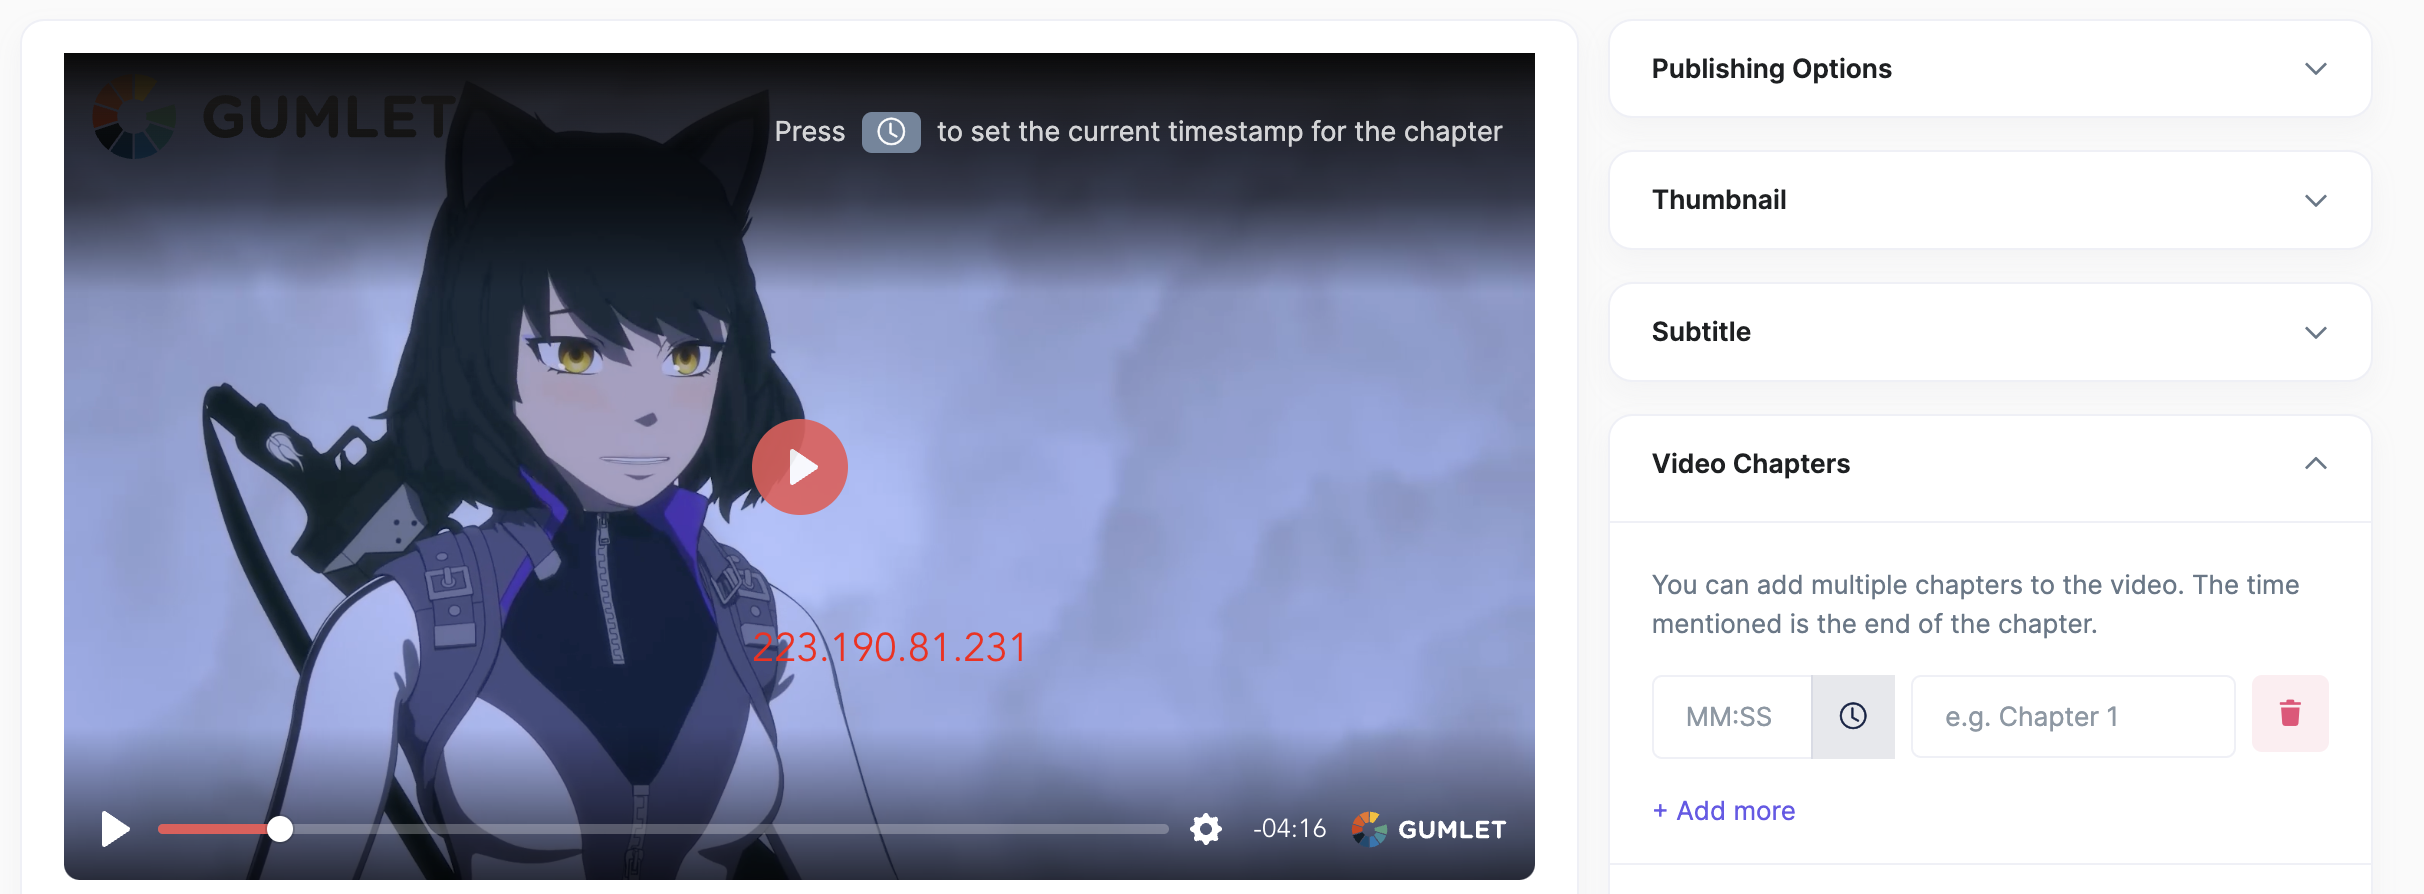 GUMLET
Press to set the current timestamp for the chapter
223.190.81.231
-04:16
GUMLET
Publishing Options
Thumbnail
Subtitle
Video Chapters
You can add multiple chapters to the video. The time
mentioned is the end of the chapter.
MM:SS
e.g. Chapter 1
+ Add more